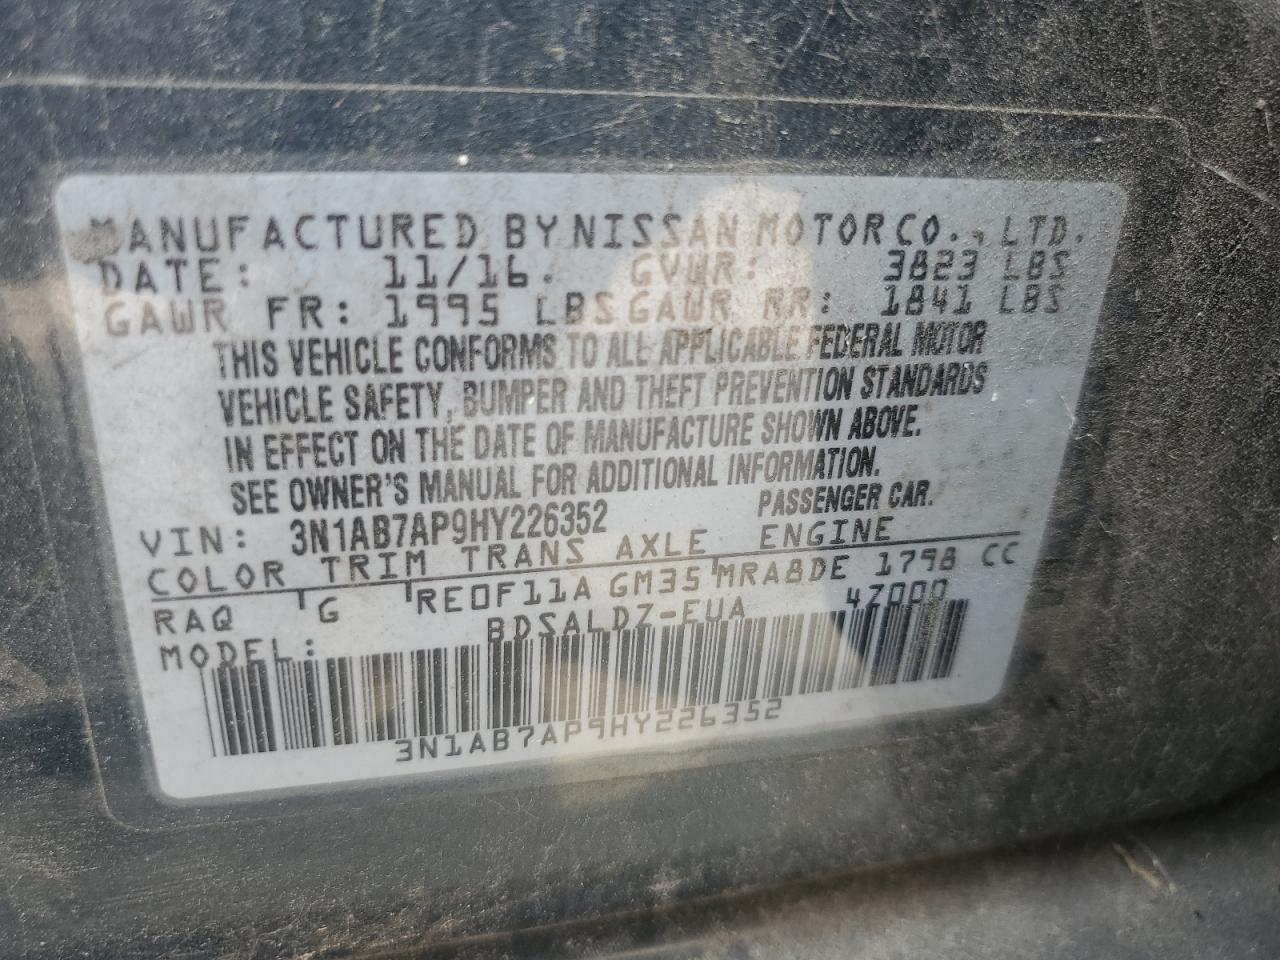 MANUFACTURED BY NISSAN MOTOR CO., LTD.
DATE: 11/16. GVWR: 3823 LBS
GAWR FR: 1995 LBS GAWR RR: 1841 LBS
THIS VEHICLE CONFORMS TO ALL APPLICABLE FEDERAL MOTOR
VEHICLE SAFETY, BUMPER AND THEFT PREVENTION STANDARDS
IN EFFECT ON THE DATE OF MANUFACTURE SHOWN ABOVE.
SEE OWNER'S MANUAL FOR ADDITIONAL INFORMATION.
VIN: 3N1AB7AP9HY226352 PASSENGER CAR.
COLOR TRIM TRANS AXLE ENGINE
RAQ G RE0F11A GM35 MRA8DE 1798 CC
MODEL: BDSALDZ-EUA 4Z000
3N1AB7AP9HY226352